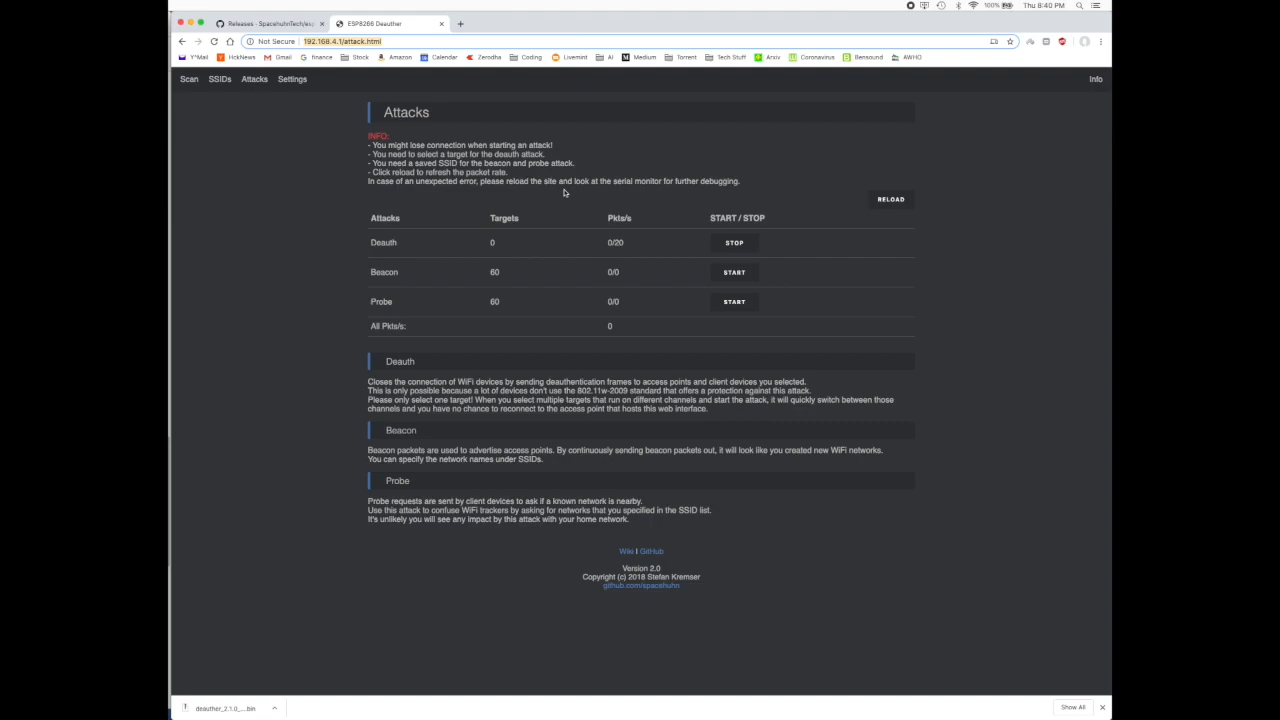 100% Thu 8:40 PM
Releases · SpacehuhnTech/esp
ESP8266 Deauther
Not Secure 192.168.4.1/attack.html
Y*Mail HckNews Gmail finance Stock Amazon Calendar Zerodha Coding Livemint AI Medium Torrent Tech Stuff Arxiv Coronavirus Bensound AWHO
Scan SSIDs Attacks Settings Info
Attacks
INFO:
- You might lose connection when starting an attack!
- You need to select a target for the deauth attack.
- You need a saved SSID for the beacon and probe attack.
- Click reload to refresh the packet rate.
In case of an unexpected error, please reload the site and look at the serial monitor for further debugging.
RELOAD
Attacks Targets Pkts/s START / STOP
Deauth 0 0/20 STOP
Beacon 60 0/0 START
Probe 60 0/0 START
All Pkts/s: 0
Deauth
Closes the connection of WiFi devices by sending deauthentication frames to access points and client devices you selected.
This is only possible because a lot of devices don't use the 802.11w-2009 standard that offers a protection against this attack.
Please only select one target! When you select multiple targets that run on different channels and start the attack, it will quickly switch between those
channels and you have no chance to reconnect to the access point that hosts this web interface.
Beacon
Beacon packets are used to advertise access points. By continuously sending beacon packets out, it will look like you created new WiFi networks.
You can specify the network names under SSIDs.
Probe
Probe requests are sent by client devices to ask if a known network is nearby.
Use this attack to confuse WiFi trackers by asking for networks that you specified in the SSID list.
It's unlikely you will see any impact by this attack with your home network.
Wiki | GitHub
Version 2.0
Copyright (c) 2018 Stefan Kremser
github.com/spacehuhn
deauther_2.1.0_....bin
Show All